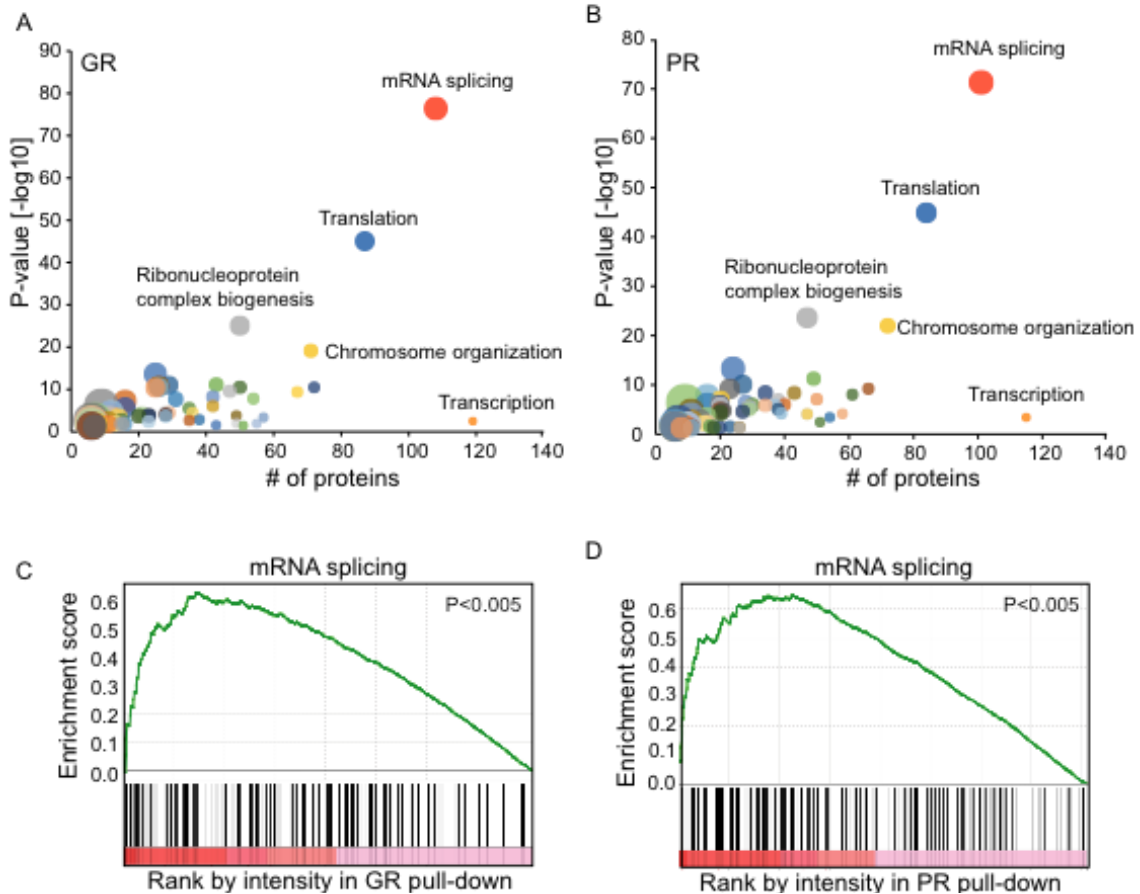 A
GR
P-value [-log10]
90
80
70
60
50
40
30
20
10
0
mRNA splicing
Translation
Ribonucleoprotein
complex biogenesis
Chromosome organization
Transcription
0 20 40 60 80 100 120 140
# of proteins
B
PR
P-value [-log10]
80
70
60
50
40
30
20
10
0
mRNA splicing
Translation
Ribonucleoprotein
complex biogenesis
Chromosome organization
Transcription
0 20 40 60 80 100 120 140
# of proteins
C
mRNA splicing
P<0.005
Enrichment score
0.6
0.5
0.4
0.3
0.2
0.1
0.0
Rank by intensity in GR pull-down
D
mRNA splicing
P<0.005
Enrichment score
0.6
0.5
0.4
0.3
0.2
0.1
0.0
Rank by intensity in PR pull-down